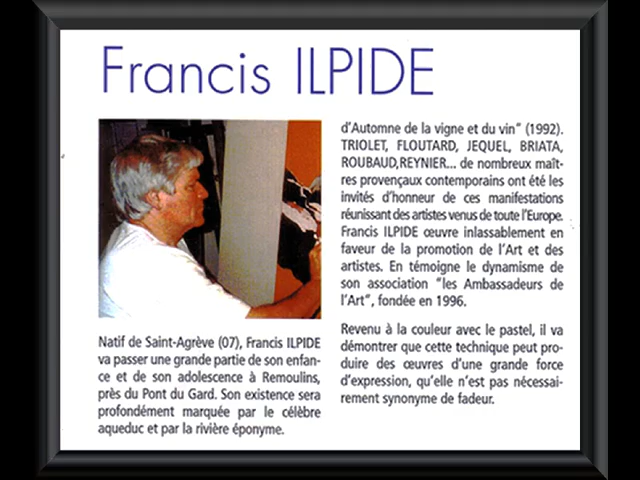 Francis ILPIDE
Natif de Saint-Agrève (07), Francis ILPIDE
va passer une grande partie de son enfan-
ce et de son adolescence à Remoulins,
près du Pont du Gard. Son existence sera
profondément marquée par le célèbre
aqueduc et par la rivière éponyme.
d'Automne de la vigne et du vin" (1992).
TRIOLET, FLOUTARD, JEQUEL, BRIATA,
ROUBAUD,REYNIER... de nombreux maît-
res provençaux contemporains ont été les
invités d'honneur de ces manifestations
réunissant des artistes venus de toute l'Europe.
Francis ILPIDE œuvre inlassablement en
faveur de la promotion de l'Art et des
artistes. En témoigne le dynamisme de
son association "les Ambassadeurs de
l'Art", fondée en 1996.
Revenu à la couleur avec le pastel, il va
démontrer que cette technique peut pro-
duire des œuvres d'une grande force
d'expression, qu'elle n'est pas nécessai-
rement synonyme de fadeur.